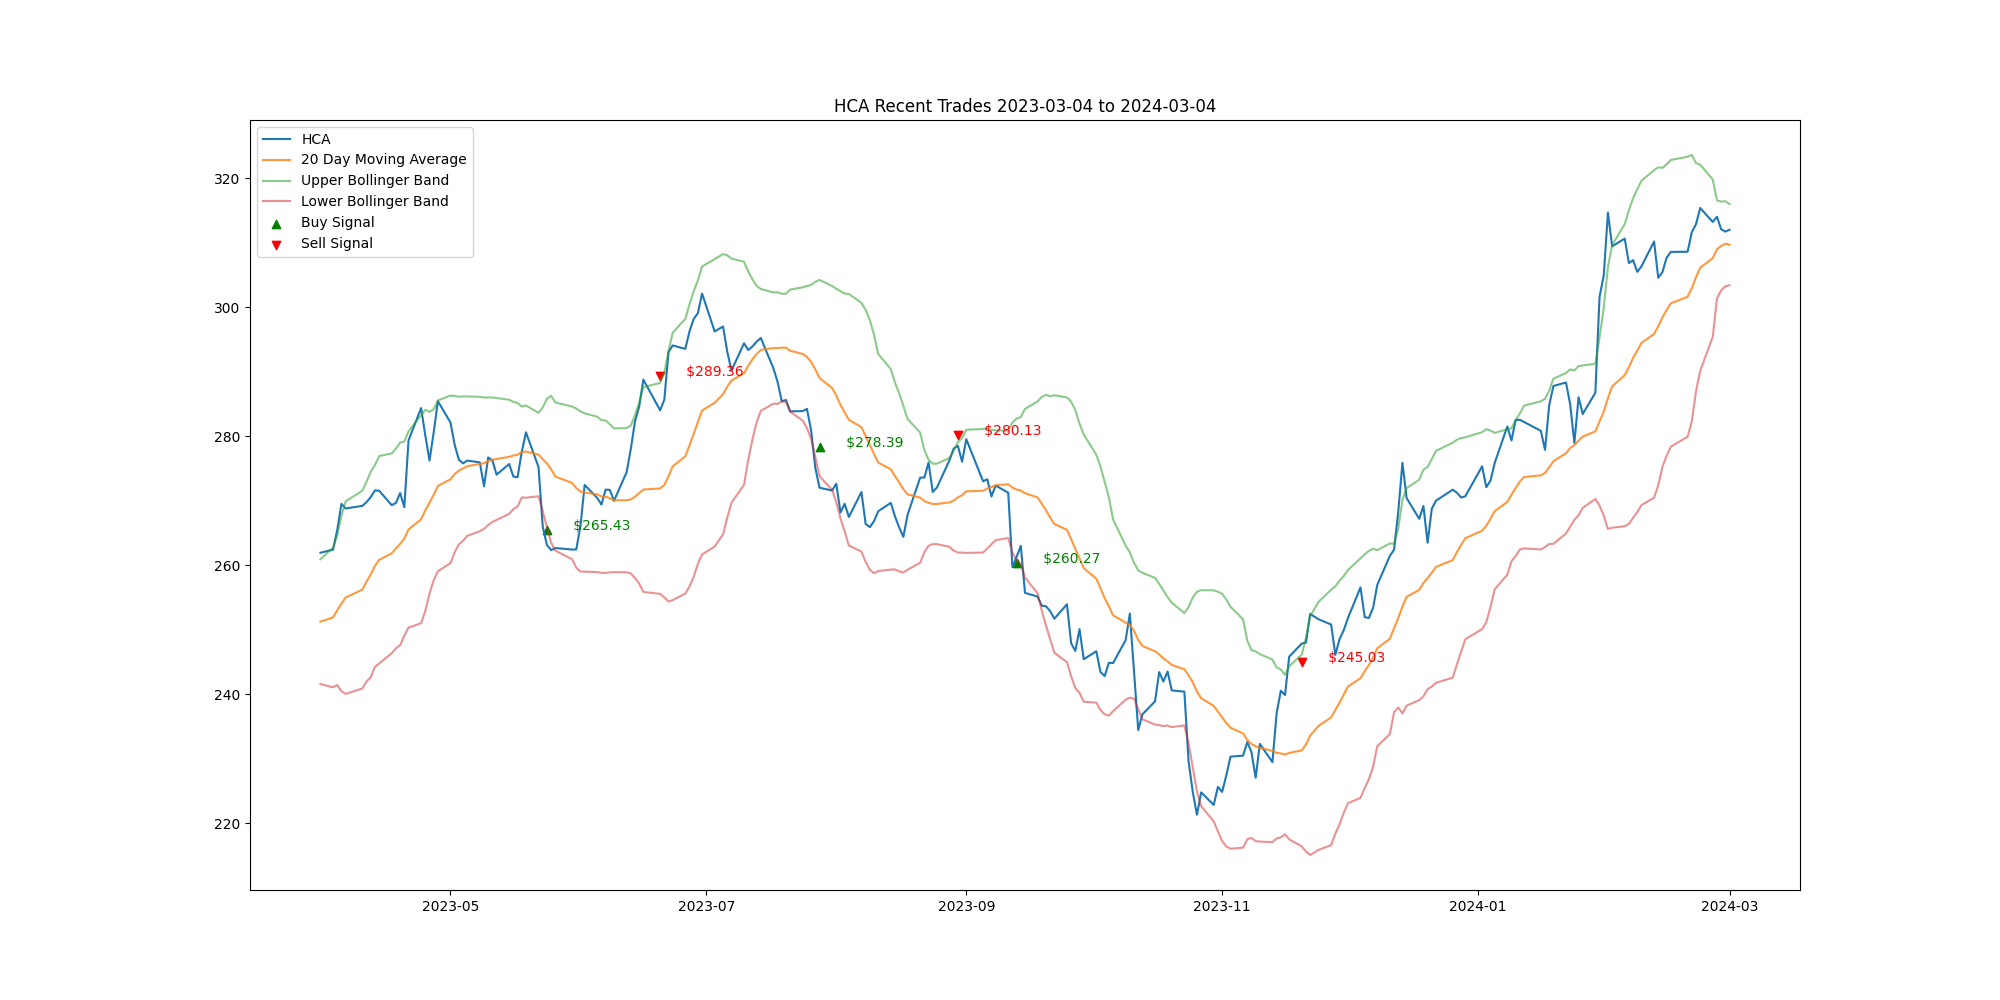 HCA Recent Trades 2023-03-04 to 2024-03-04
HCA
20 Day Moving Average
Upper Bollinger Band
Lower Bollinger Band
Buy Signal
Sell Signal
320
300
280
260
240
220
$289.36
$280.13
$278.39
$265.43
$260.27
$245.03
2023-05
2023-07
2023-09
2023-11
2024-01
2024-03